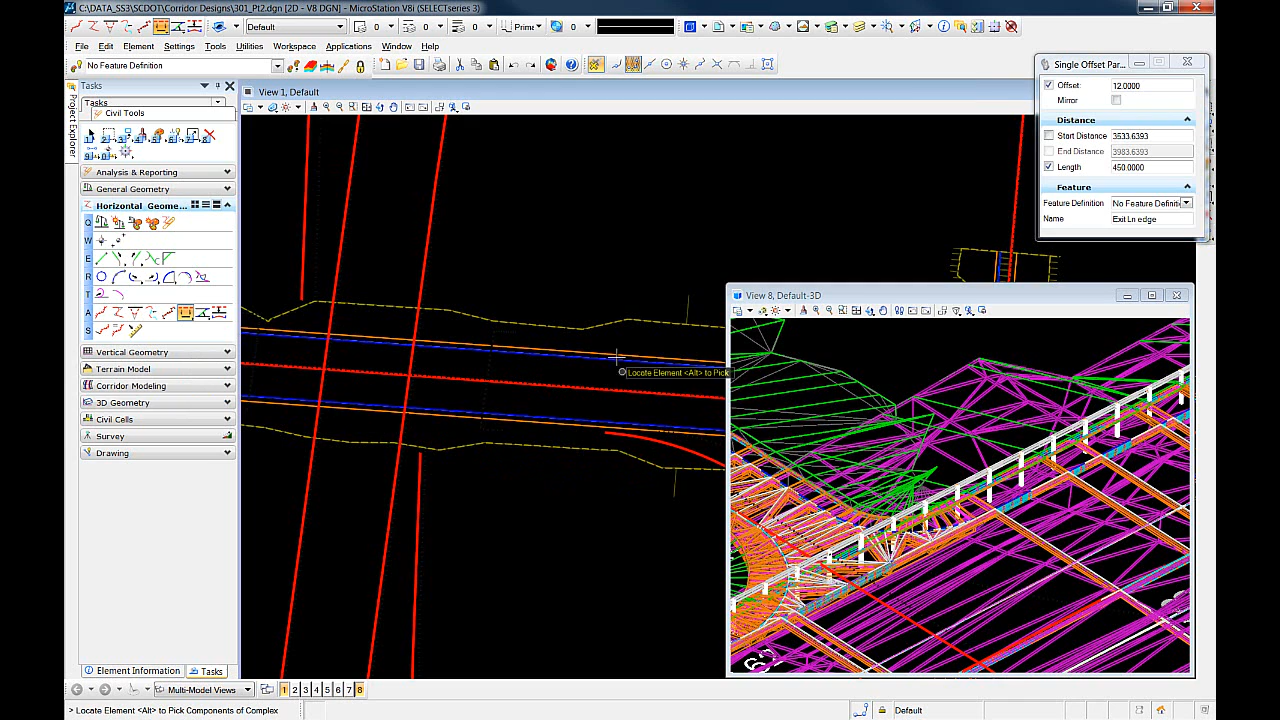 C:\DATA_SS3\SCDOT\Corridor Designs\301_Pt2.dgn [2D - V8 DGN] - MicroStation V8i (SELECTseries 3)
Default 0 0 0 Prime 0
File Edit Element Settings Tools Utilities Workspace Applications Window Help
No Feature Definition
Tasks
Tasks
Civil Tools
Project Explorer
Analysis & Reporting
General Geometry
Horizontal Geome...
Q
W
E
R
T
A
S
Vertical Geometry
Terrain Model
Corridor Modeling
3D Geometry
Civil Cells
Survey
Drawing
Element Information Tasks
View 1, Default
Locate Element <Alt> to Pick
Single Offset Par...
Offset: 12.0000
Mirror
Distance
Start Distance 3533.6393
End Distance 3983.6393
Length 450.0000
Feature
Feature Definition No Feature Definiti
Name Exit Ln edge
View 8, Default-3D
Multi-Model Views 1 2 3 4 5 6 7 8
> Locate Element <Alt> to Pick Components of Complex
Default